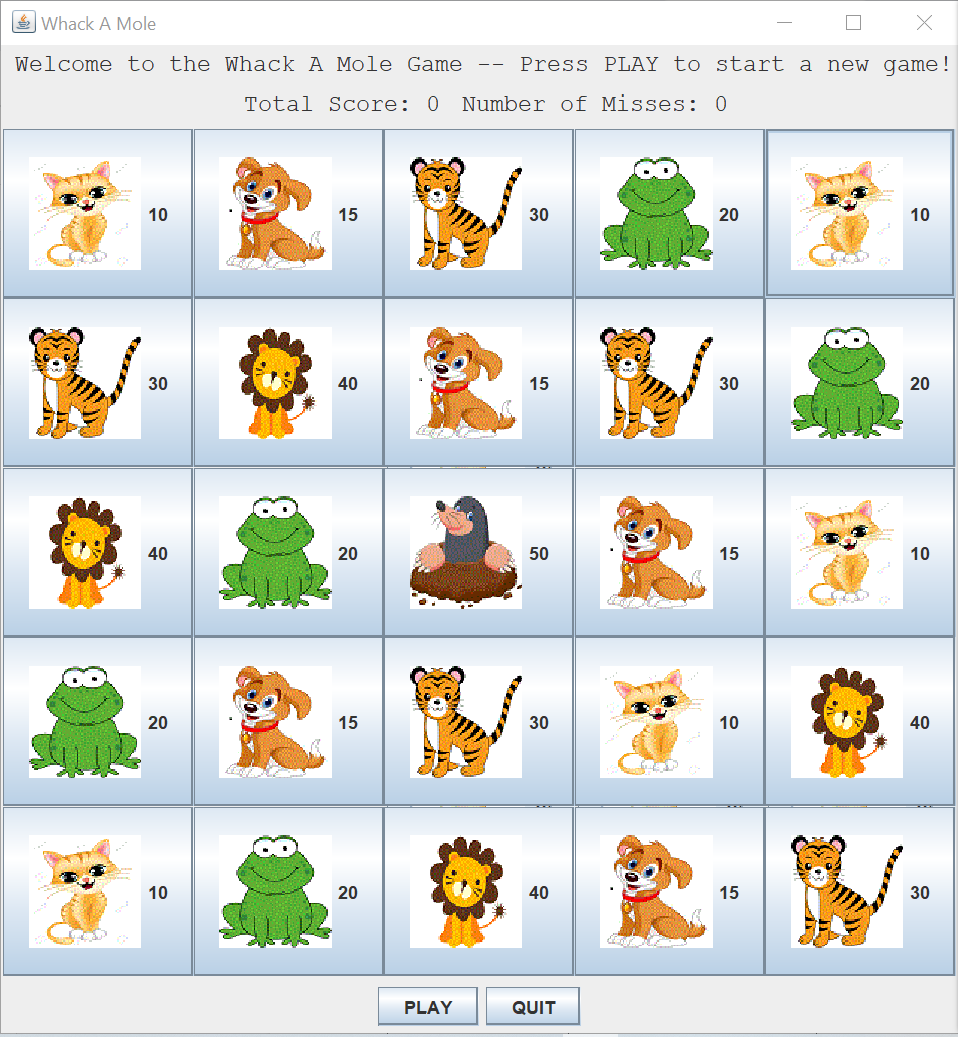 Whack A Mole
Welcome to the Whack A Mole Game -- Press PLAY to start a new game!
Total Score: 0 Number of Misses: 0
10 15 30 20 10
30 40 15 30 20
40 20 50 15 10
20 15 30 10 40
10 20 40 15 30
PLAY QUIT